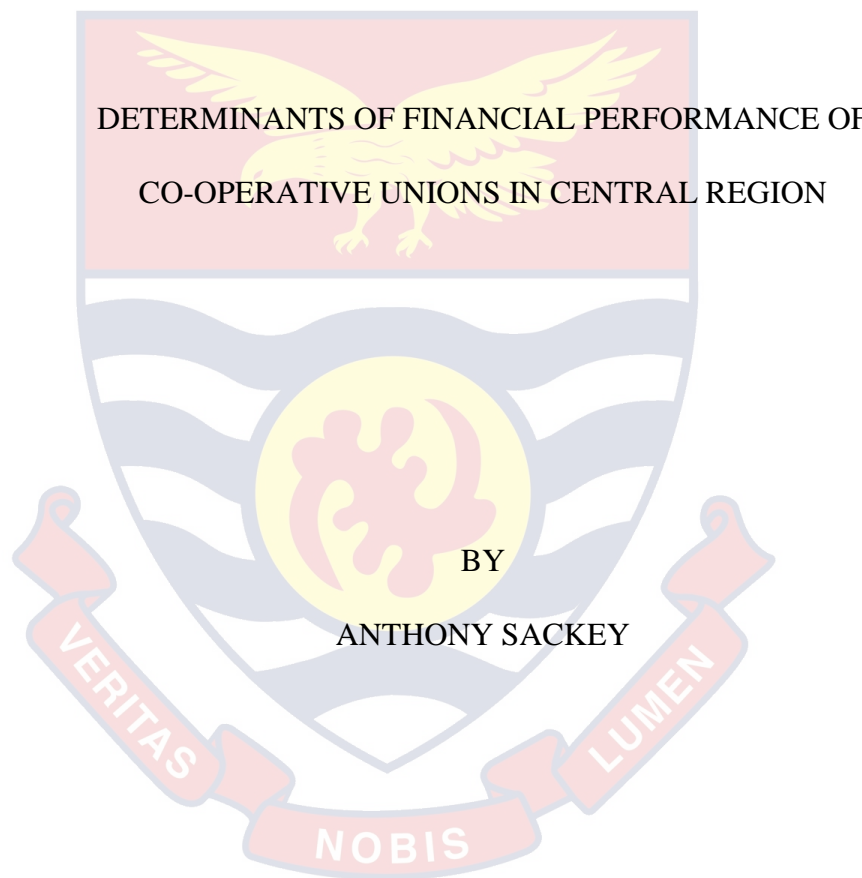 DETERMINANTS OF FINANCIAL PERFORMANCE OF
CO-OPERATIVE UNIONS IN CENTRAL REGION
BY
ANTHONY SACKEY
VERITAS
NOBIS
LUMEN